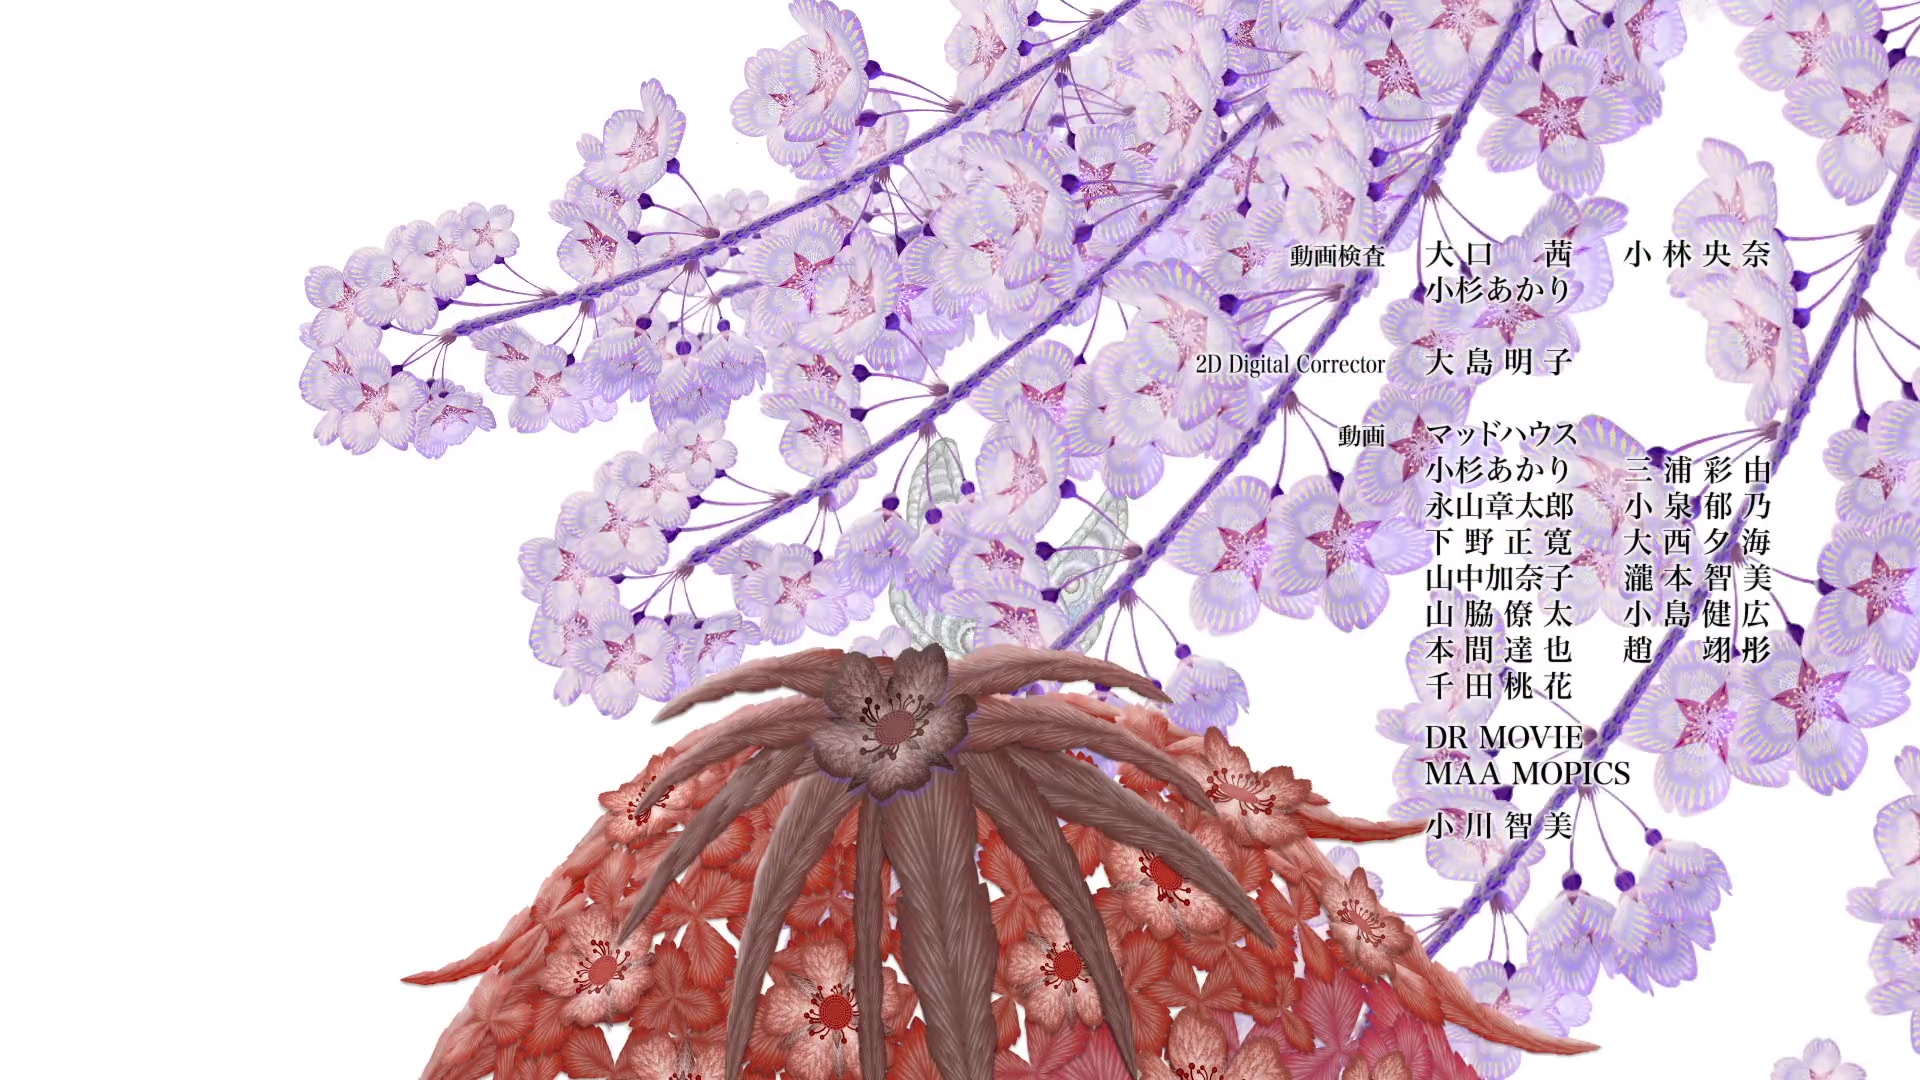 動画検査 大口 茜 小林央奈
小杉あかり
2D Digital Corrector 大島明子
動画 マッドハウス
小杉あかり 三浦彩由
永山章太郎 小泉郁乃
下野正寛 大西夕海
山中加奈子 瀧本智美
山脇僚太 小島健広
本間達也 趙 翊彤
千田桃花
DR MOVIE
MAA MOPICS
小川智美